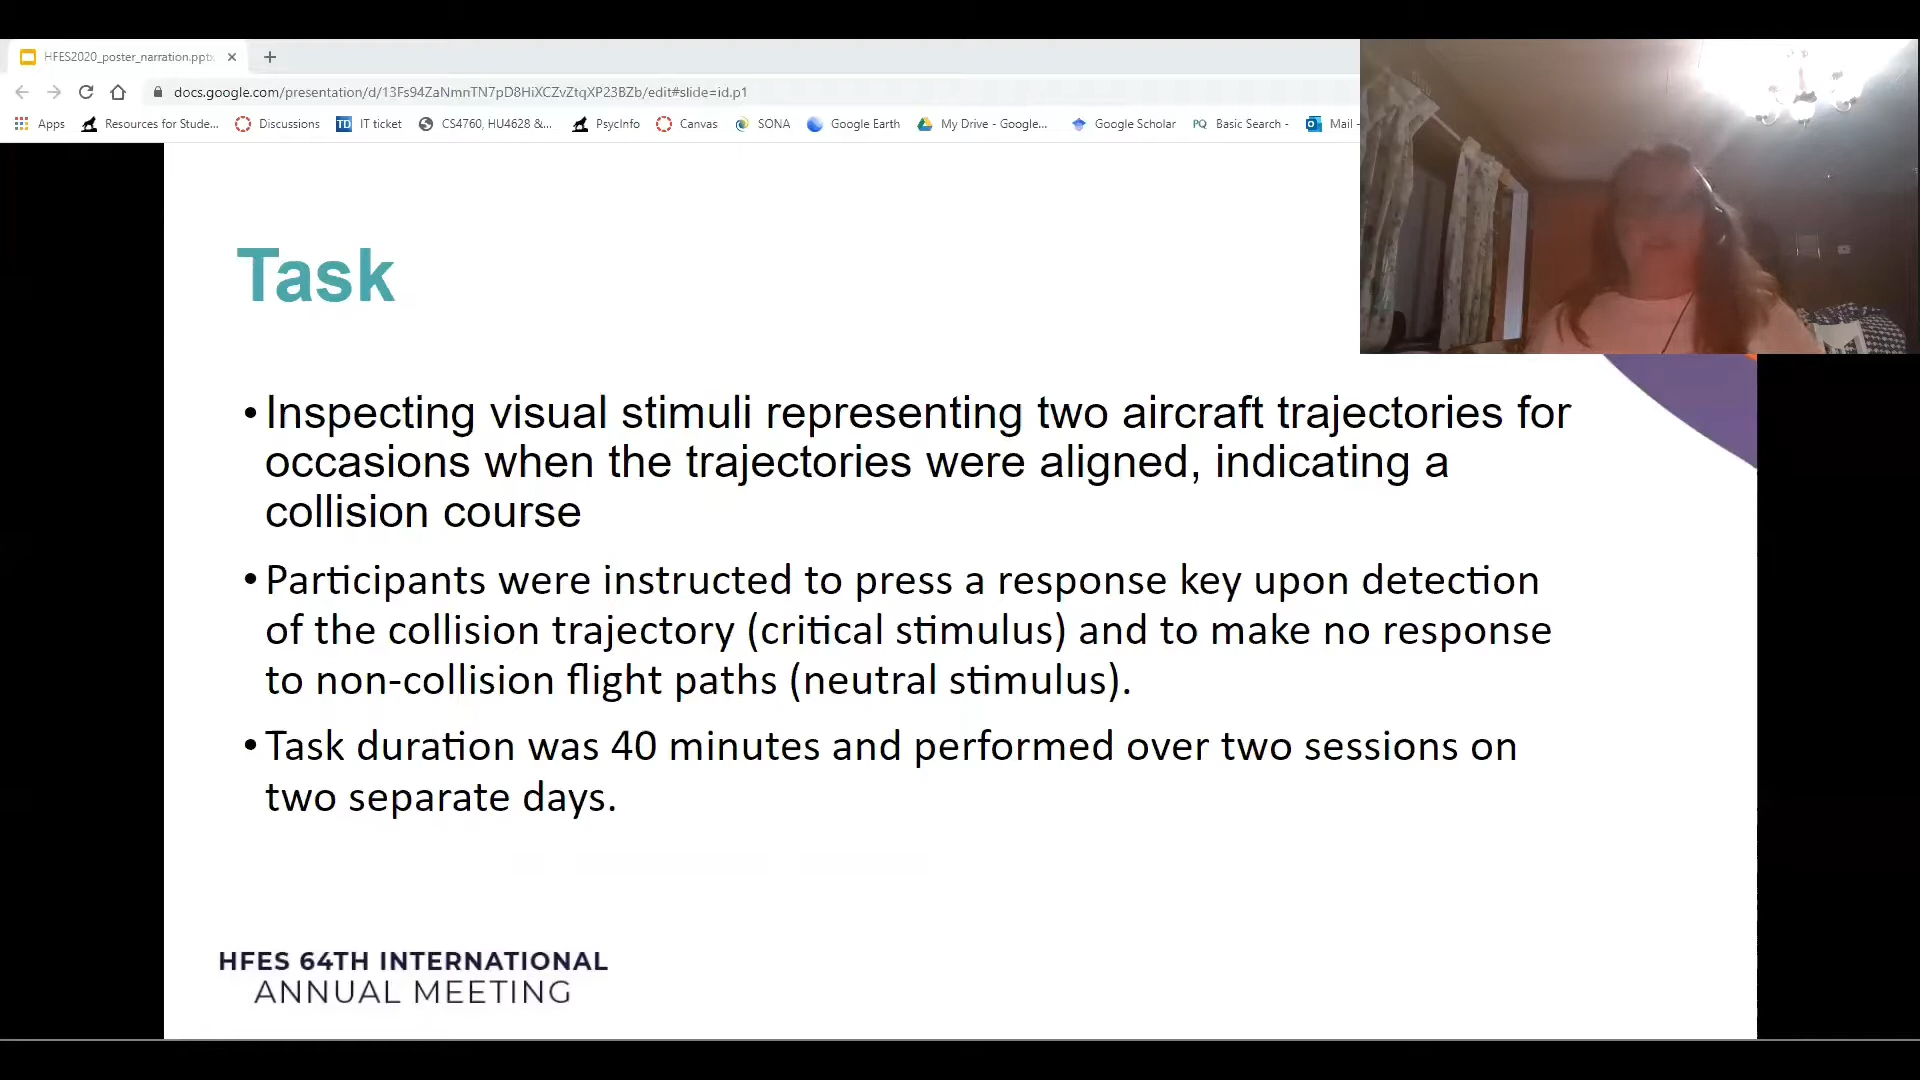 HFES2020_poster_narration.pptx
docs.google.com/presentation/d/13Fs94ZaNmnTN7pD8HiXCZvZtqXP23BZb/edit#slide=id.p1
Apps Resources for Stude... Discussions TD IT ticket CS4760, HU4628 &... PsycInfo Canvas SONA Google Earth My Drive - Google... Google Scholar PQ Basic Search - Mail -
Task
• Inspecting visual stimuli representing two aircraft trajectories for
occasions when the trajectories were aligned, indicating a
collision course
• Participants were instructed to press a response key upon detection
of the collision trajectory (critical stimulus) and to make no response
to non-collision flight paths (neutral stimulus).
• Task duration was 40 minutes and performed over two sessions on
two separate days.
HFES 64TH INTERNATIONAL
ANNUAL MEETING